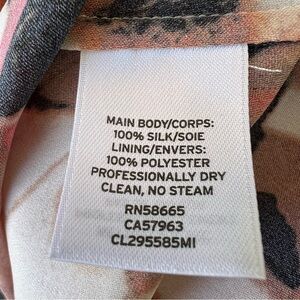 MAIN BODY/CORPS:
100% SILK/SOIE
LINING/ENVERS:
100% POLYESTER
PROFESSIONALLY DRY
CLEAN, NO STEAM
RN58665
CA57963
CL295585MI